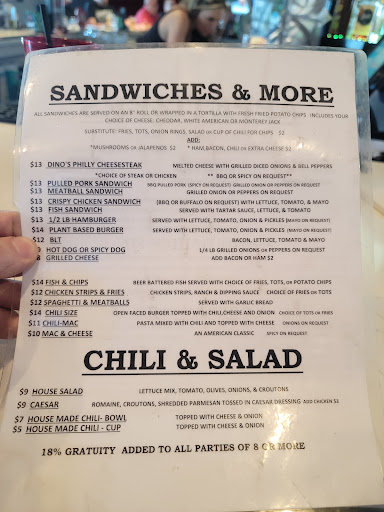 SANDWICHES & MORE
ALL SANDWICHES ARE SERVED ON AN 8" ROLL OR WRAPPED IN A TORTILLA WITH FRESH FRIED POTATO CHIPS INCLUDES YOUR
CHOICE OF CHEESE: CHEDDAR, WHITE AMERICAN OR MONTEREY JACK
SUBSTITUTE: FRIES, TOTS, ONION RINGS, SALAD OR CUP OF CHILI FOR CHIPS $2
ADD:
*MUSHROOMS OR JALAPENOS $2 * HAM, BACON, CHILI OR EXTRA CHEESE $3
$13 DINO'S PHILLY CHEESESTEAK MELTED CHEESE WITH GRILLED DICED ONIONS & BELL PEPPERS
*CHOICE OF STEAK OR CHICKEN ** BBQ OR SPICY ON REQUEST**
$13 PULLED PORK SANDWICH BBQ PULLED PORK (SPICY ON REQUEST) GRILLED ONION OR PEPPERS ON REQUEST
$13 MEATBALL SANDWICH GRILLED ONION OR PEPPERS ON REQUEST
$13 CRISPY CHICKEN SANDWICH (BBQ OR BUFFALO ON REQUEST) WITH LETTUCE, TOMATO, & MAYO
$13 FISH SANDWICH SERVED WITH TARTAR SAUCE, LETTUCE, & TOMATO
$13 1/2 LB HAMBURGER SERVED WITH LETTUCE, TOMATO, ONION & PICKLES (MAYO ON REQUEST)
$14 PLANT BASED BURGER SERVED WITH LETTUCE, TOMATO, ONION & PICKLES (MAYO ON REQUEST)
$12 BLT BACON, LETTUCE, TOMATO & MAYO
9 HOT DOG OR SPICY DOG 1/4 LB GRILLED ONIONS OR PEPPERS ON REQUEST
8 GRILLED CHEESE ADD BACON OR HAM $2
$14 FISH & CHIPS BEER BATTERED FISH SERVED WITH CHOICE OF FRIES, TOTS, OR POTATO CHIPS
$12 CHICKEN STRIPS & FRIES CHICKEN STRIPS, RANCH & DIPPING SAUCE CHOICE OF FRIES OR TOTS
$12 SPAGHETTI & MEATBALLS SERVED WITH GARLIC BREAD
$14 CHILI SIZE OPEN FACED BURGER TOPPED WITH CHILI,CHEESE AND ONION CHOICE OF TOTS OR FRIES
$11 CHILI-MAC PASTA MIXED WITH CHILI AND TOPPED WITH CHEESE ONIONS ON REQUEST
$10 MAC & CHEESE AN AMERICAN CLASSIC SPICY ON REQUEST
CHILI & SALAD
$9 HOUSE SALAD LETTUCE MIX, TOMATO, OLIVES, ONIONS, & CROUTONS
$9 CAESAR ROMAINE, CROUTONS, SHREDDED PARMESAN TOSSED IN CAESAR DRESSING ADD CHICKEN $3
$7 HOUSE MADE CHILI- BOWL TOPPED WITH CHEESE & ONION
$5 HOUSE MADE CHILI - CUP TOPPED WITH CHEESE & ONION
18% GRATUITY ADDED TO ALL PARTIES OF 8 OR MORE